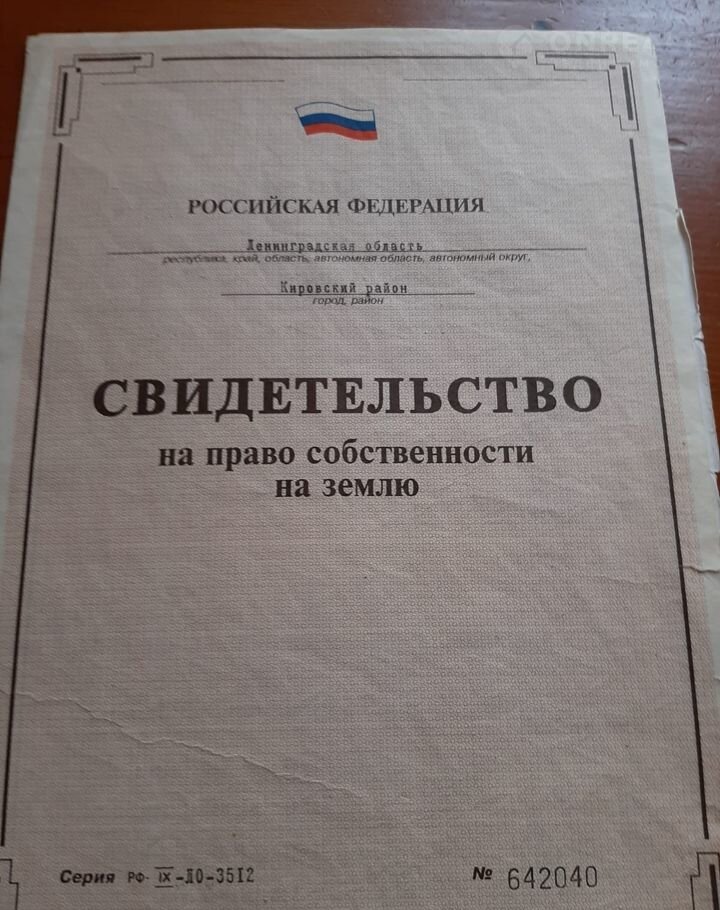 РОССИЙСКАЯ ФЕДЕРАЦИЯ
Ленинградская область
республика, край, область, автономная область, автономный округ,
Кировский район
город, район
СВИДЕТЕЛЬСТВО
на право собственности
на землю
Серия РФ- IX-ЛО-3512 № 642040